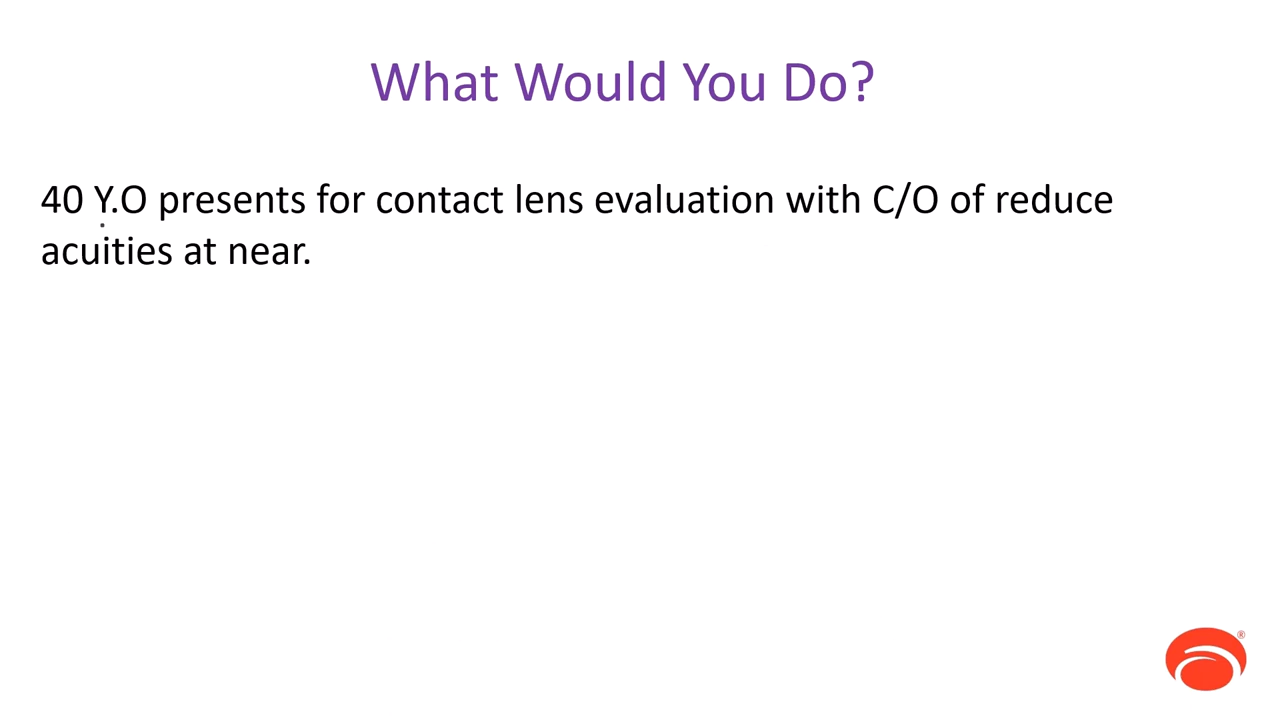 What Would You Do?
40 Y.O presents for contact lens evaluation with C/O of reduce
acuities at near.
®